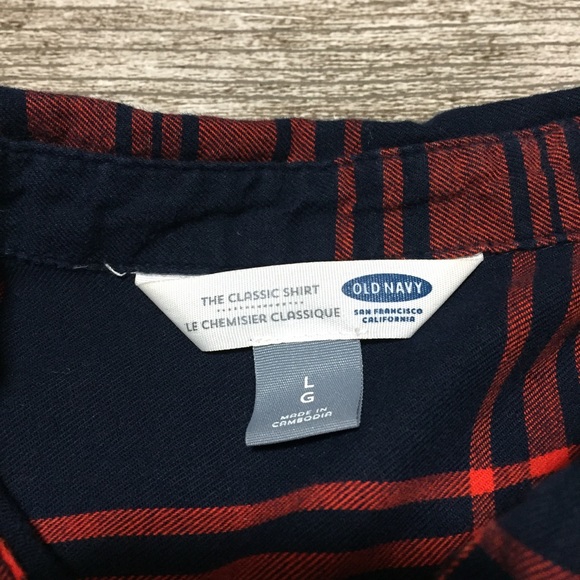 THE CLASSIC SHIRT
LE CHEMISIER CLASSIQUE
OLD NAVY
SAN FRANCISCO
CALIFORNIA
L
G
MADE IN
CAMBODIA